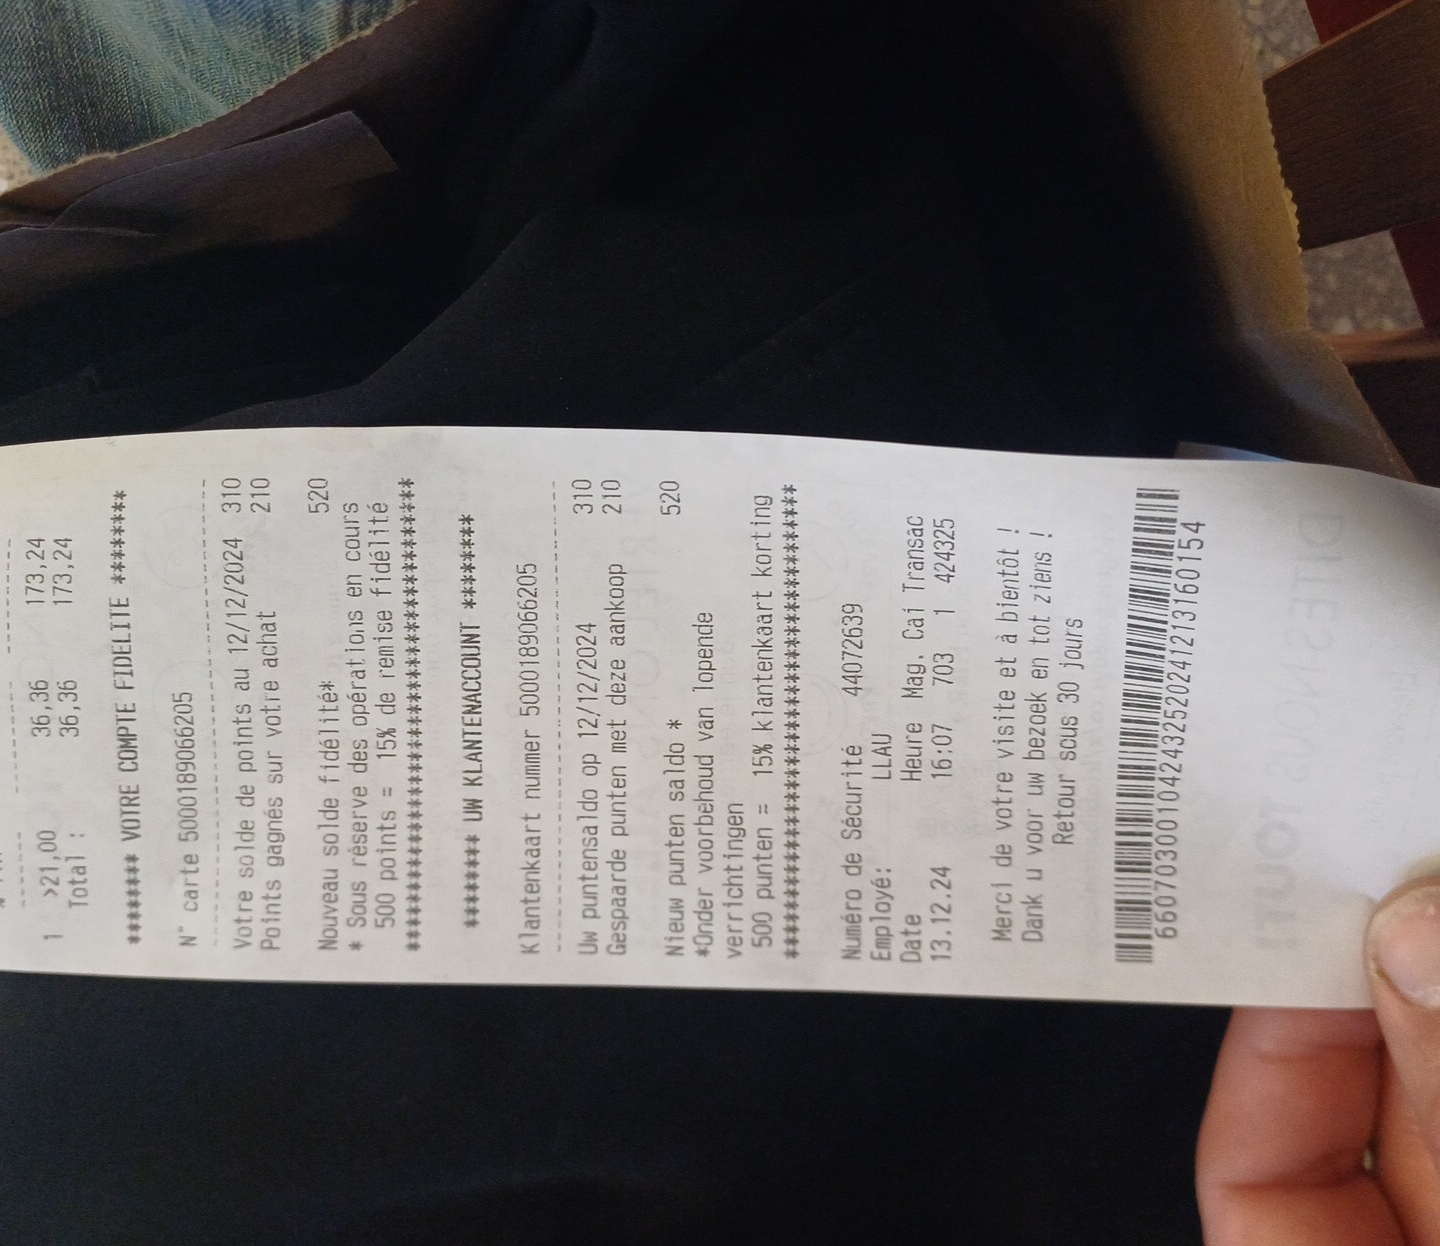 1 >21,00 36,36 173,24
Total : 36,36 173,24
******* VOTRE COMPTE FIDELITE ********
N° carte 5000189066205
Votre solde de points au 12/12/2024 310
Points gagnés sur votre achat 210
Nouveau solde fidélité* 520
* Sous réserve des opérations en cours
500 points = 15% de remise fidélité
******* UW KLANTENACCOUNT *******
Klantenkaart nummer 5000189066205
Uw puntensaldo op 12/12/2024 310
Gespaarde punten met deze aankoop 210
Nieuw punten saldo * 520
*Onder voorbehoud van lopende
verrichtingen
500 punten = 15% klantenkaart korting
Numéro de Sécurité 44072639
Employé: LLAU
Date Heure Mag. Cai Transac
13.12.24 16:07 703 1 424325
Merci de votre visite et à bientôt !
Dank u voor uw bezoek en tot ziens !
Retour sous 30 jours
660703001042432520241213160154